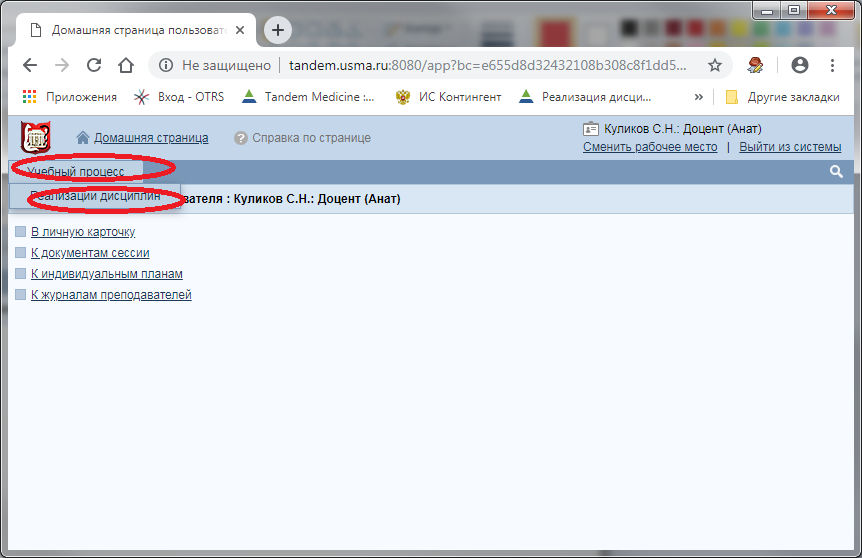 Домашняя страница пользоват
Не защищено | tandem.usma.ru:8080/app?bc=e655d8d32432108b308c8f1dd5...
Приложения Вход - OTRS Tandem Medicine :... ИС Контингент Реализация дисци... » Другие закладки
Домашняя страница Справка по странице Куликов С.Н.: Доцент (Анат)
Сменить рабочее место | Выйти из системы
Учебный процесс
Реализации дисциплин
вателя : Куликов С.Н.: Доцент (Анат)
В личную карточку
К документам сессии
К индивидуальным планам
К журналам преподавателей